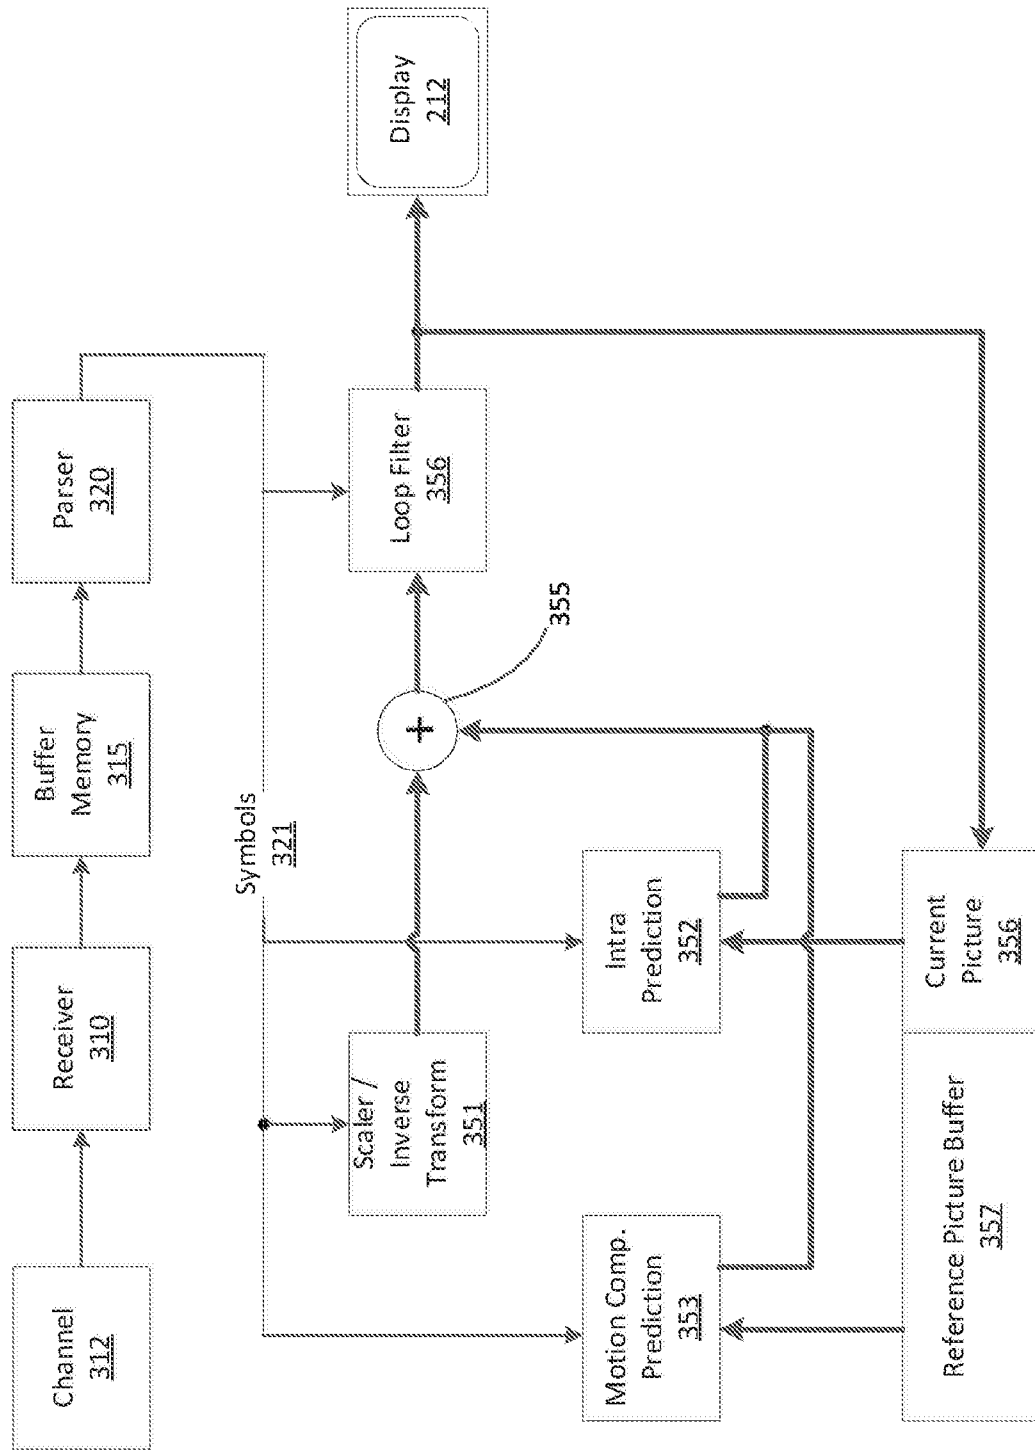 Channel
312
Receiver
310
Buffer
Memory
315
Parser
320
Symbols
321
Scaler /
Inverse
Transform
351
+
355
Loop Filter
356
Display
212
Motion Comp.
Prediction
353
Intra
Prediction
352
Reference Picture Buffer
357
Current
Picture
356